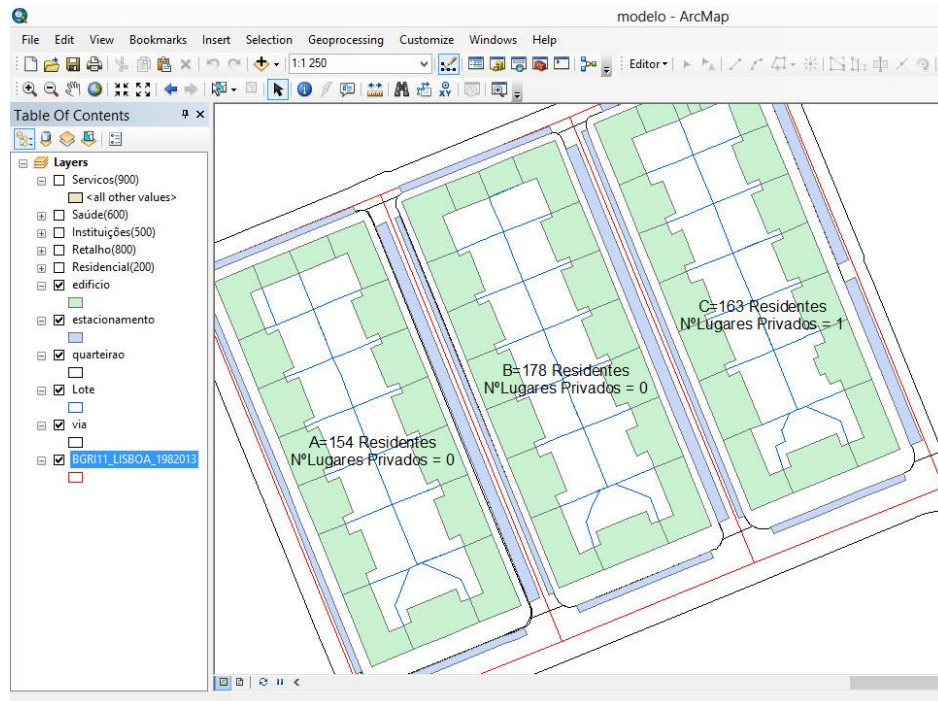 modelo - ArcMap
File Edit View Bookmarks Insert Selection Geoprocessing Customize Windows Help
1:1 250
Editor
Table Of Contents
Layers
Servicos(900)
<all other values>
Saúde(600)
Instituições(500)
Retalho(800)
Residencial(200)
edificio
estacionamento
quarteirao
Lote
via
BGRI11_LISBOA_1982013
C=163 Residentes
NºLugares Privados = 1
B=178 Residentes
NºLugares Privados = 0
A=154 Residentes
NºLugares Privados = 0